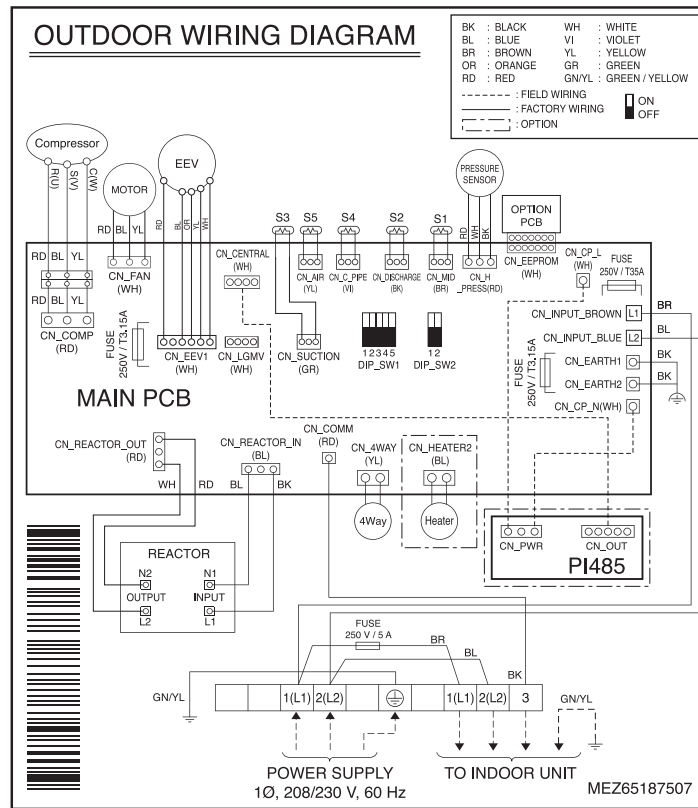 OUTDOOR WIRING DIAGRAM
BK : BLACK WH : WHITE
BL : BLUE VI : VIOLET
BR : BROWN YL : YELLOW
OR : ORANGE GR : GREEN
RD : RED GN/YL : GREEN / YELLOW
: FIELD WIRING
: FACTORY WIRING
: OPTION
ON
OFF
Compressor
R(U)
S(V)
C(W)
MOTOR
EEV
PRESSURE
SENSOR
OPTION
PCB
S3 S5 S4 S2 S1
RD BL YL
RD
BL
OR
YL
WH
RD
WH
BK
RD BL YL
RD BL YL
CN_COMP
(RD)
CN_FAN
(WH)
FUSE
250V / T3.15A
CN_EEV1
(WH)
CN_CENTRAL
(WH)
CN_LGMV
(WH)
CN_AIR
(YL)
CN_C_PIPE
(VI)
CN_DISCHARGE
(BK)
CN_MID
(BR)
CN_H
_PRESS(RD)
CN_EEPROM
(WH)
CN_CP_L
(WH)
FUSE
250V / T35A
CN_SUCTION
(GR)
12345
DIP_SW1
12
DIP_SW2
CN_INPUT_BROWN L1 BR
CN_INPUT_BLUE L2 BL
FUSE
250V / T3.15A
CN_EARTH1 BK
CN_EARTH2 BK
CN_CP_N(WH)
MAIN PCB
CN_REACTOR_OUT
(RD)
CN_REACTOR_IN
(BL)
CN_COMM
(RD)
CN_4WAY
(YL)
CN_HEATER2
(BL)
WH RD BL BK
4Way
Heater
CN_PWR CN_OUT
PI485
REACTOR
N2 N1
OUTPUT INPUT
L2 L1
FUSE
250 V / 5 A
BR
BL
BK
GN/YL
1(L1) 2(L2) 1(L1) 2(L2) 3
GN/YL
POWER SUPPLY
1Ø, 208/230 V, 60 Hz
TO INDOOR UNIT
MEZ65187507